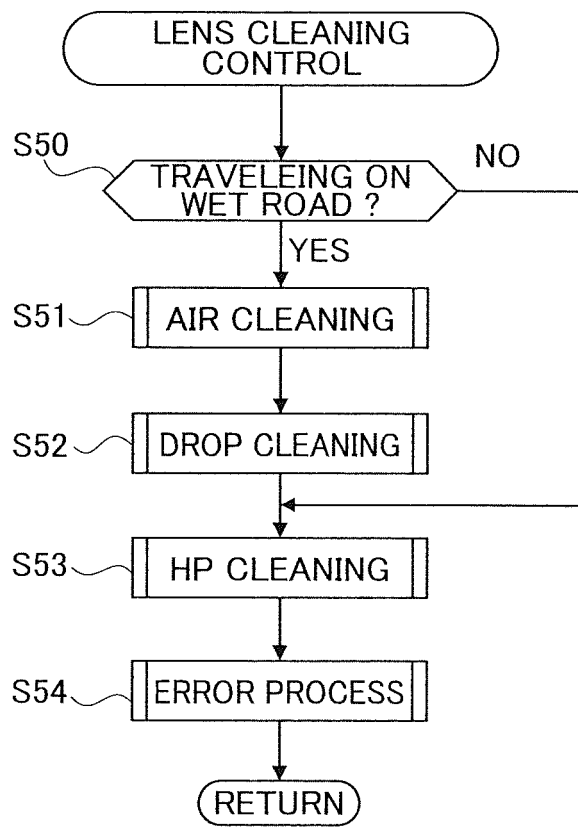 LENS CLEANING
CONTROL
S50
TRAVELEING ON
WET ROAD ?
NO
YES
S51
AIR CLEANING
S52
DROP CLEANING
S53
HP CLEANING
S54
ERROR PROCESS
RETURN